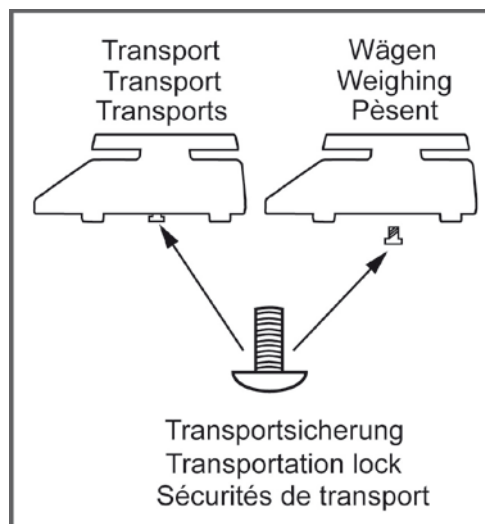 Transport
Transport
Transports
Wägen
Weighing
Pèsent
Transportsicherung
Transportation lock
Sécurités de transport